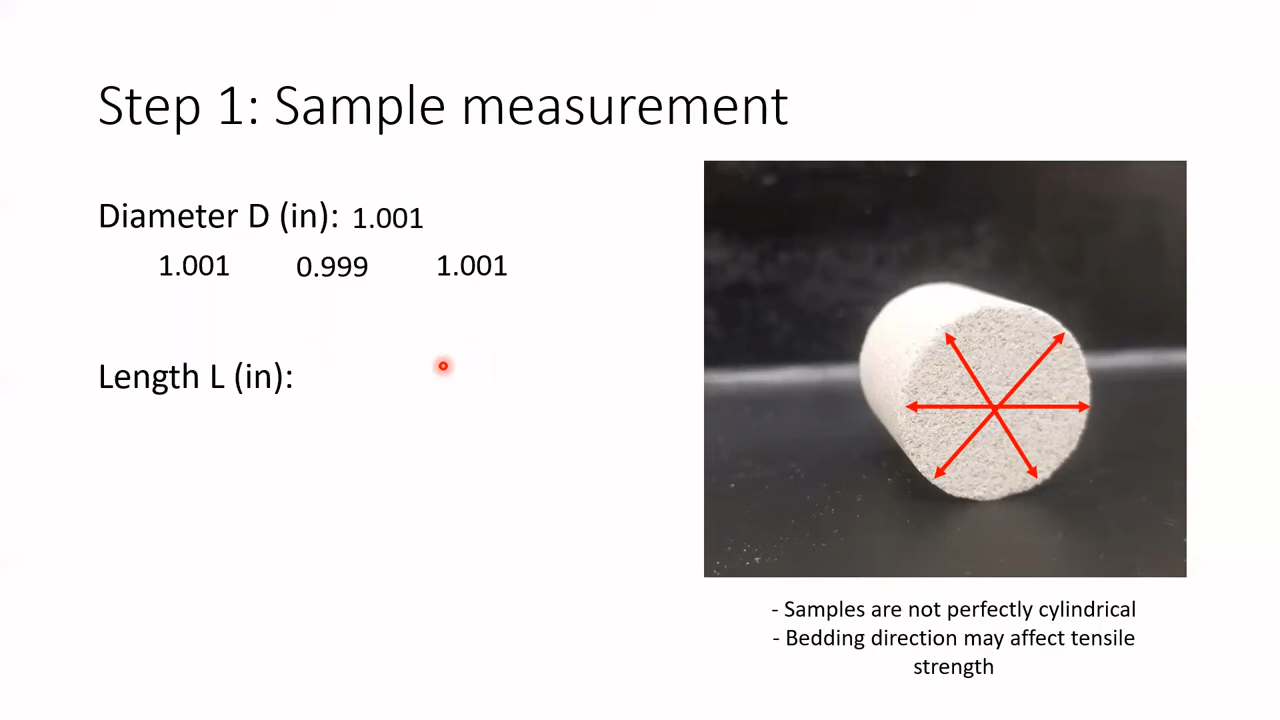 Step 1: Sample measurement
Diameter D (in): 1.001
1.001 0.999 1.001
Length L (in):
- Samples are not perfectly cylindrical
- Bedding direction may affect tensile
strength